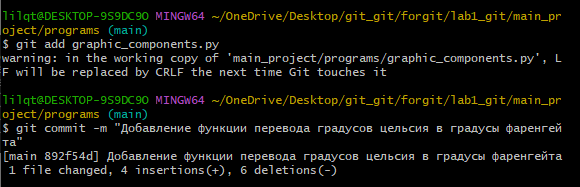 lilqt@DESKTOP-9S9DC9O MINGW64 ~/OneDrive/Desktop/git_git/forgit/lab1_git/main_pr
oject/programs (main)
$ git add graphic_components.py
warning: in the working copy of 'main_project/programs/graphic_components.py', L
F will be replaced by CRLF the next time Git touches it
lilqt@DESKTOP-9S9DC9O MINGW64 ~/OneDrive/Desktop/git_git/forgit/lab1_git/main_pr
oject/programs (main)
$ git commit -m "Добавление функции перевода градусов цельсия в градусы фаренгей
та"
[main 892f54d] Добавление функции перевода градусов цельсия в градусы фаренгейта
1 file changed, 4 insertions(+), 6 deletions(-)